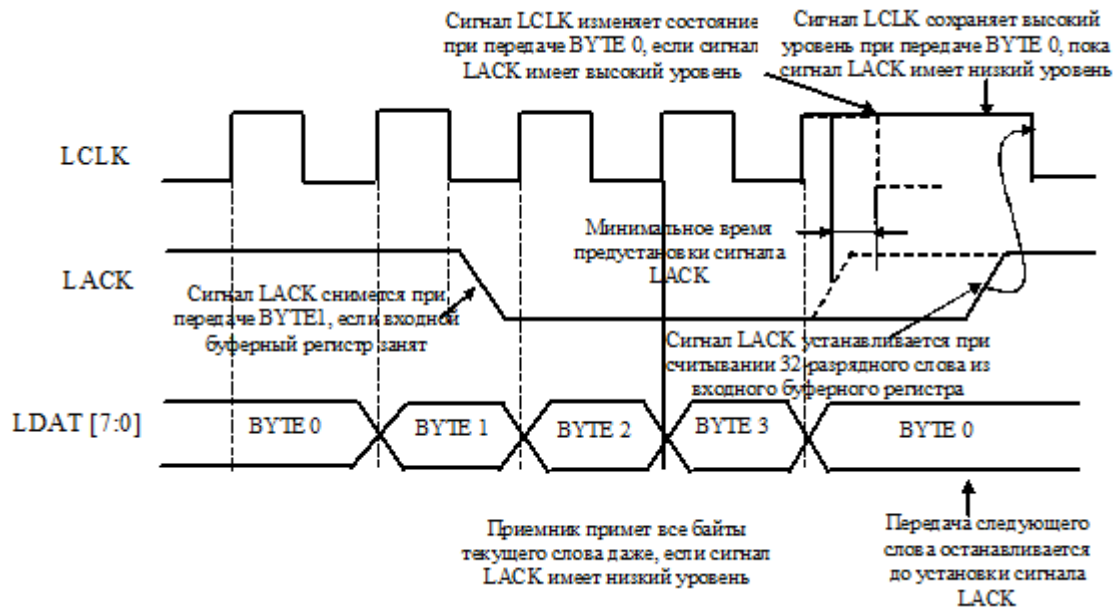 Сигнал LCLK изменяет состояние
при передаче BYTE 0, если сигнал
LACK имеет высокий уровень
Сигнал LCLK сохраняет высокий
уровень при передаче BYTE 0, пока
сигнал LACK имеет низкий уровень
LCLK
Минимальное время
предустановки сигнала
LACK
LACK
Сигнал LACK снимется при
передаче BYTE1, если входной
буферный регистр занят
Сигнал LACK устанавливается при
считывании 32-разрядного слова из
входного буферного регистра
LDAT [7:0]
BYTE 0
BYTE 1
BYTE 2
BYTE 3
BYTE 0
Приемник примет все байты
текущего слова даже, если сигнал
LACK имеет низкий уровень
Передача следующего
слова останавливается
до установки сигнала
LACK